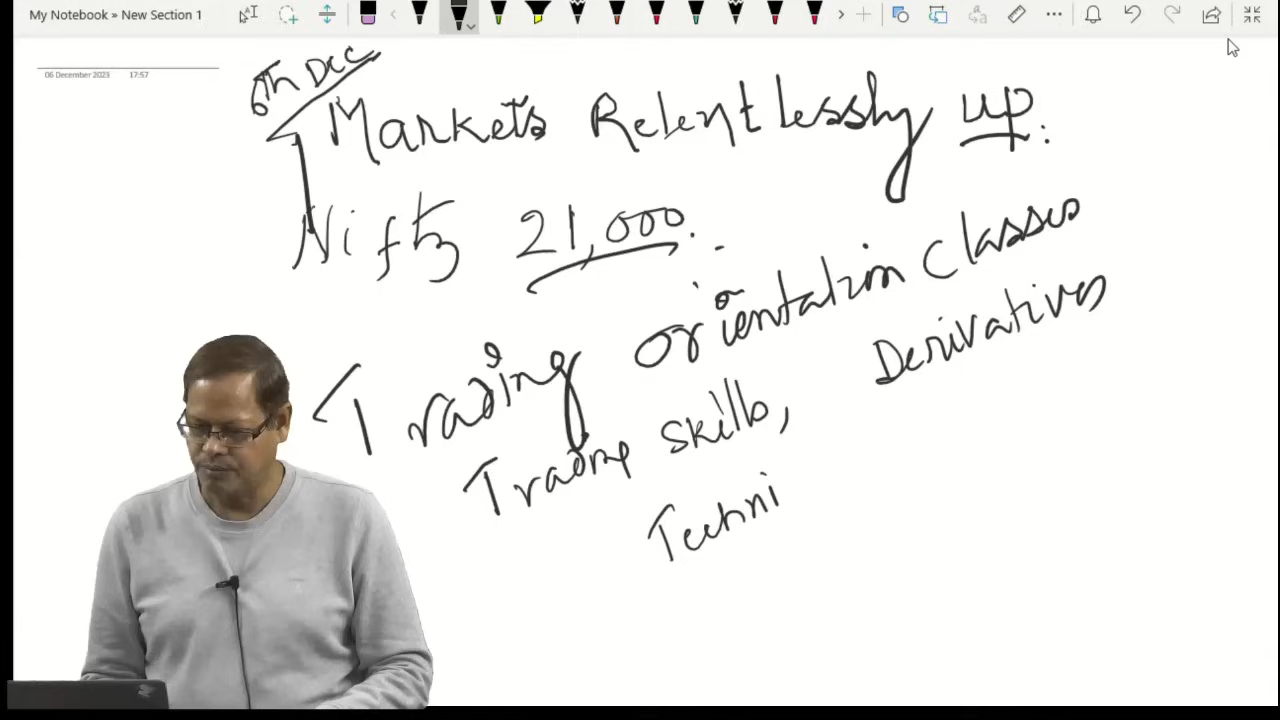 My Notebook » New Section 1
06 December 2023 17:57
6th Dec
Markets Relentlessly up.
Nifty 21,000.
Trading orientation classes
Trading skills, Derivatives
Techni